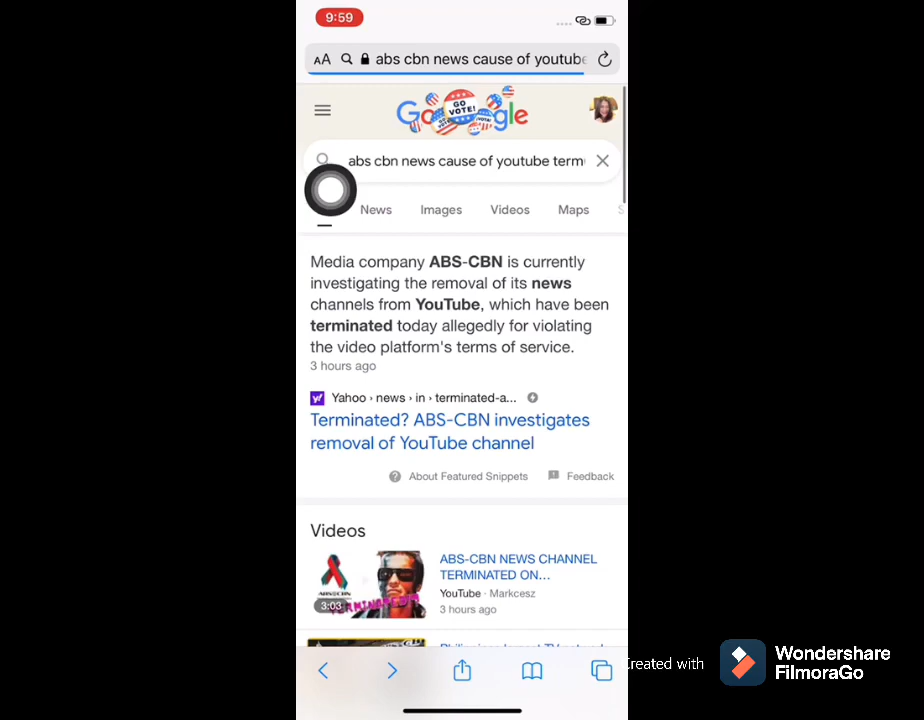 9:59
AA abs cbn news cause of youtube
GO VOTE!
Google
abs cbn news cause of youtube term
News Images Videos Maps
Media company ABS-CBN is currently
investigating the removal of its news
channels from YouTube, which have been
terminated today allegedly for violating
the video platform's terms of service.
3 hours ago
Yahoo › news › in › terminated-a...
Terminated? ABS-CBN investigates
removal of YouTube channel
About Featured Snippets Feedback
Videos
ABS-CBN NEWS CHANNEL
TERMINATED ON...
YouTube · Markcesz
3:03
3 hours ago
Created with
Wondershare
FilmoraGo